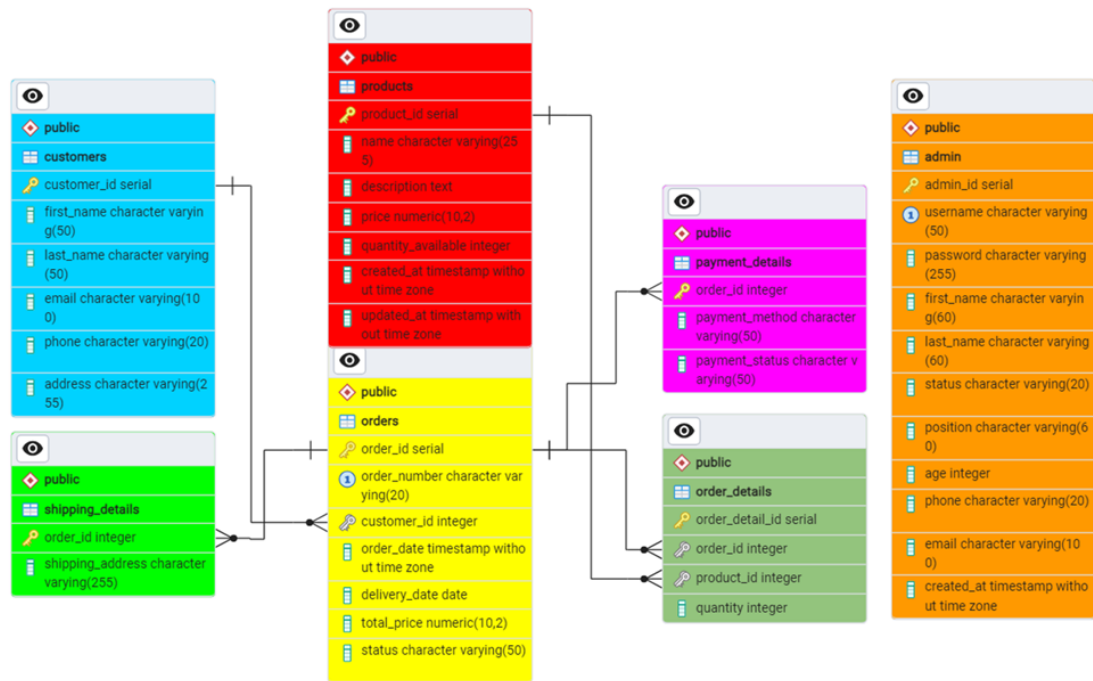 public
customers
customer_id serial
first_name character varyin
g(50)
last_name character varying
(50)
email character varying(10
0)
phone character varying(20)
address character varying(2
55)
public
shipping_details
order_id integer
shipping_address character
varying(255)
public
products
product_id serial
name character varying(25
5)
description text
price numeric(10,2)
quantity_available integer
created_at timestamp witho
ut time zone
updated_at timestamp with
out time zone
public
orders
order_id serial
1
order_number character var
ying(20)
customer_id integer
order_date timestamp witho
ut time zone
delivery_date date
total_price numeric(10,2)
status character varying(50)
public
payment_details
order_id integer
payment_method character
varying(50)
payment_status character v
arying(50)
public
order_details
order_detail_id serial
order_id integer
product_id integer
quantity integer
public
admin
admin_id serial
1
username character varying
(50)
password character varying
(255)
first_name character varyin
g(60)
last_name character varying
(60)
status character varying(20)
position character varying(6
0)
age integer
phone character varying(20)
email character varying(10
0)
created_at timestamp witho
ut time zone